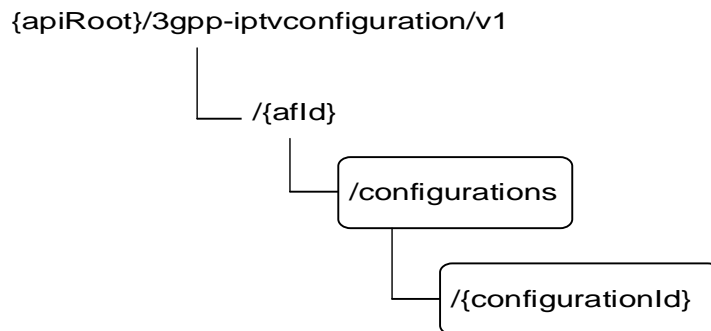 {apiRoot}/3gpp-iptvconfiguration/v1
/{afId}
/configurations
/{configurationId}